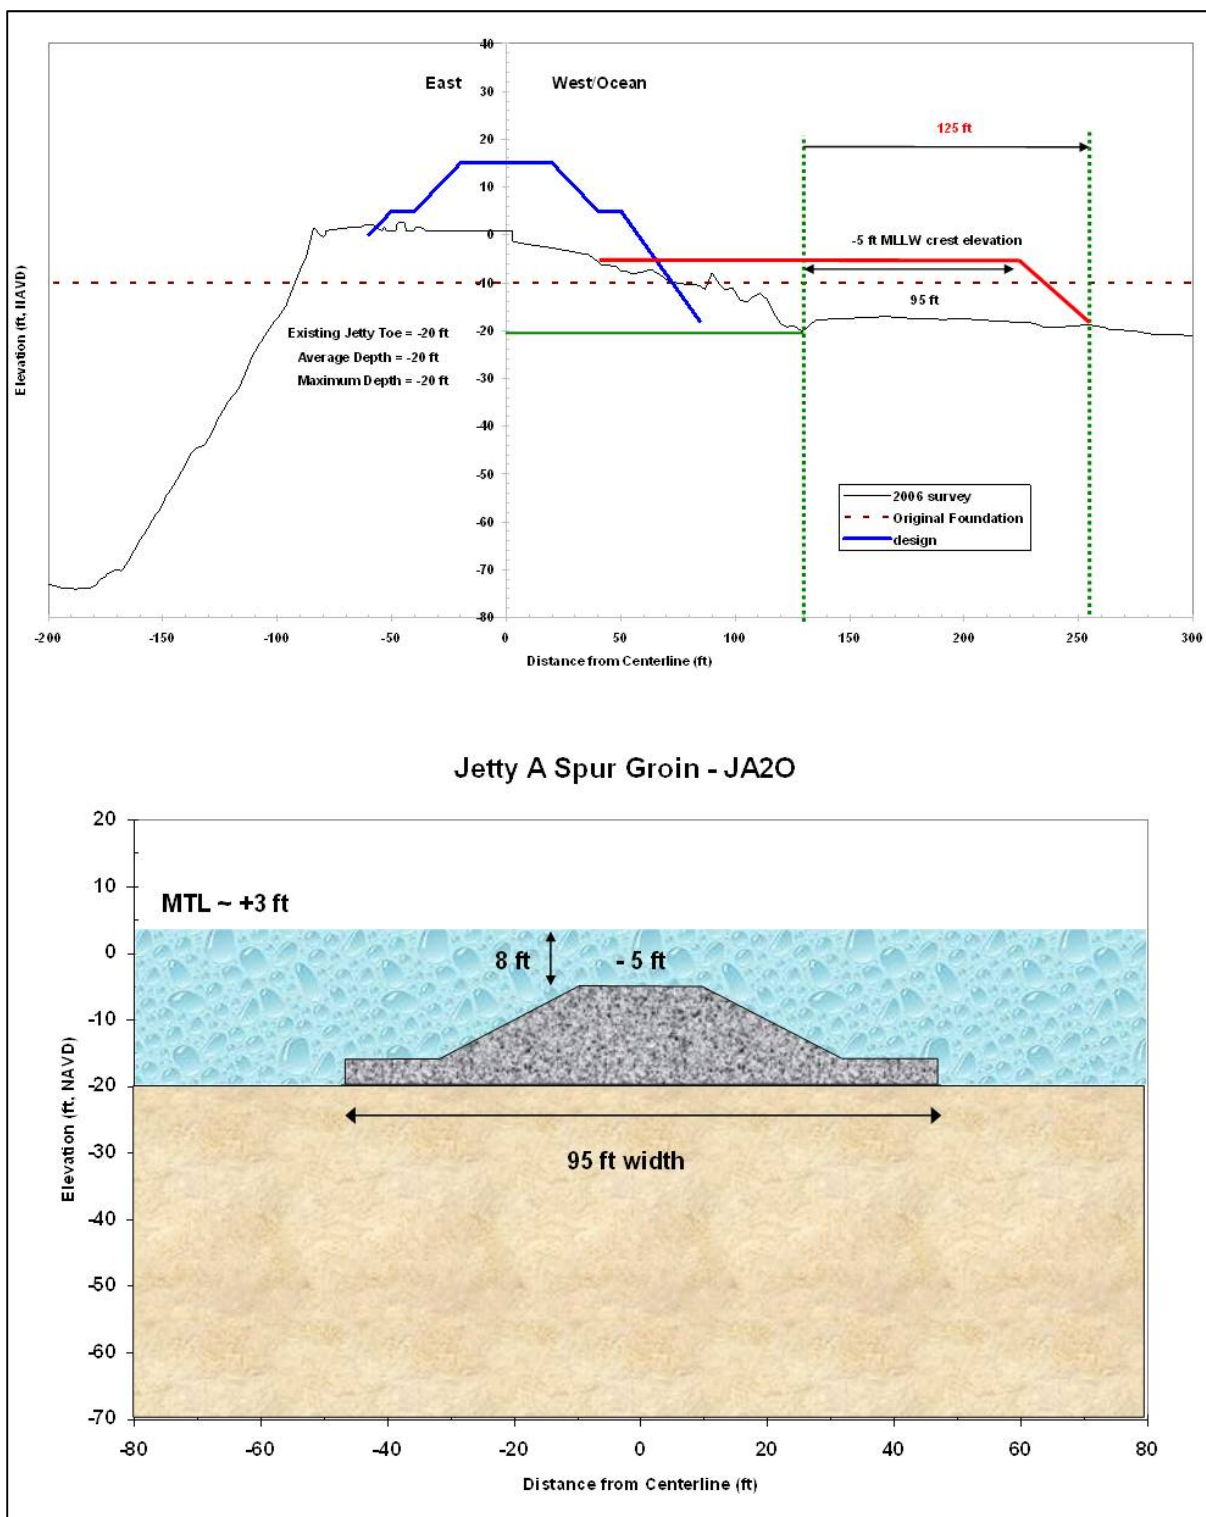 40
East
West/Ocean
30
125 ft
20
10
0
-5 ft MLLW crest elevation
-10
95 ft
Existing Jetty Toe = -20 ft
-20
Average Depth = -20 ft
Maximum Depth = -20 ft
-30
-40
-50
2006 survey
Original Foundation
design
-60
-70
-80
Elevation (ft, NAVD)
-200 -150 -100 -50 0 50 100 150 200 250 300
Distance from Centerline (ft)
Jetty A Spur Groin - JA2O
20
10
MTL ~ +3 ft
0
8 ft
- 5 ft
-10
-20
-30
95 ft width
-40
-50
-60
-70
Elevation (ft, NAVD)
-80 -60 -40 -20 0 20 40 60 80
Distance from Centerline (ft)